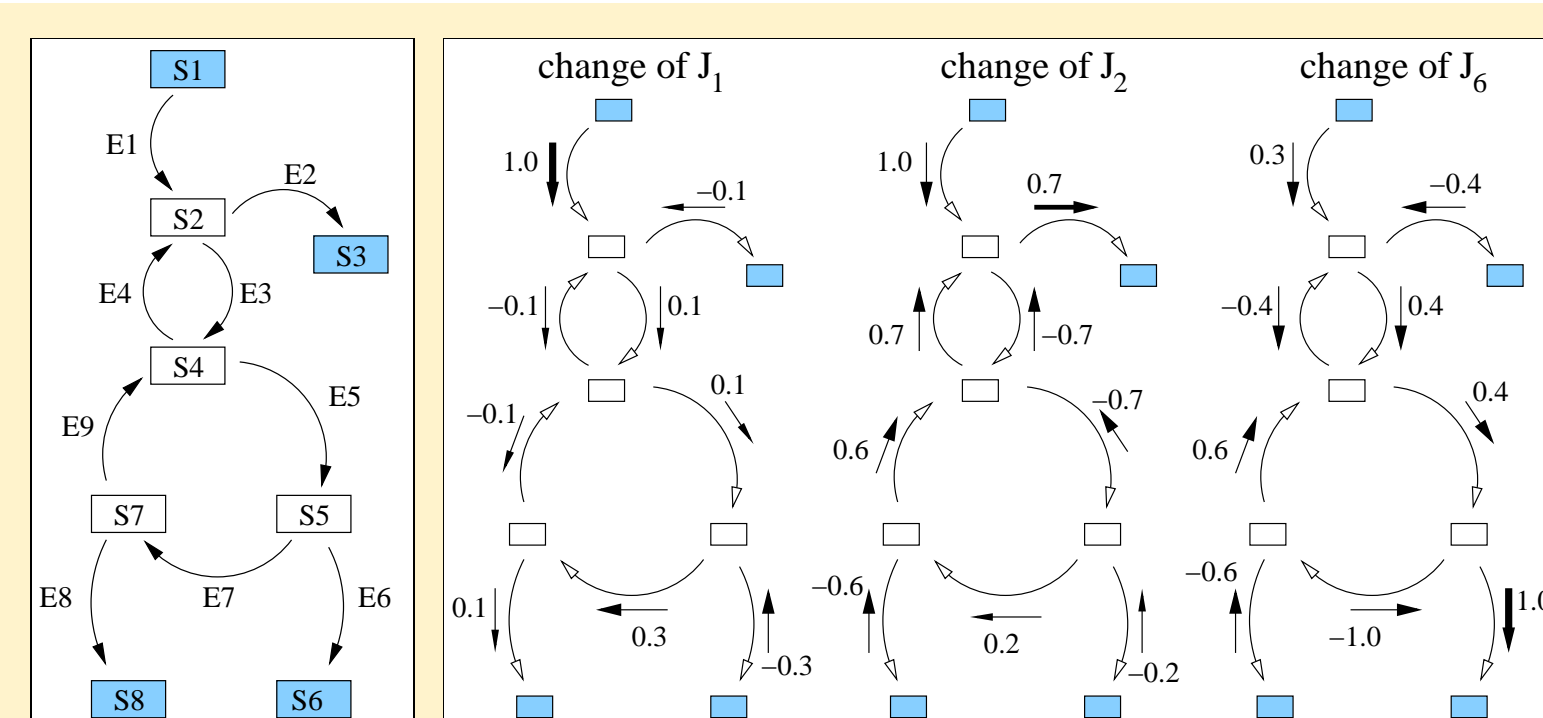 S1
E1
E2
S2
S3
E4
E3
S4
E5
E9
S7
S5
E8
E7
E6
S8
S6
change of J1
1.0
−0.1
−0.1
0.1
0.1
−0.1
0.1
0.3
−0.3
change of J2
1.0
0.7
0.7
−0.7
−0.7
0.6
−0.6
0.2
−0.2
change of J6
0.3
−0.4
−0.4
0.4
0.4
0.6
−0.6
−1.0